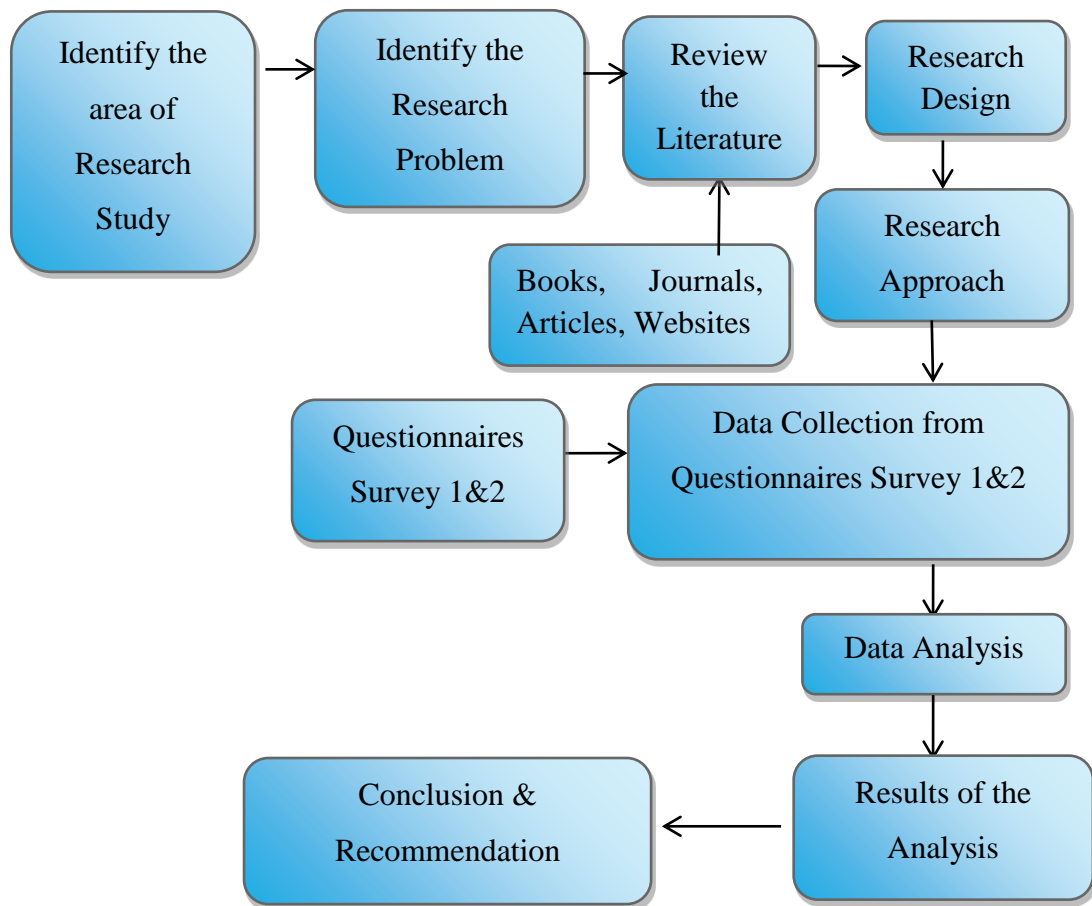 Identify the
area of
Research
Study
Identify the
Research
Problem
Review
the
Literature
Research
Design
Books, Journals,
Articles, Websites
Research
Approach
Questionnaires
Survey 1&2
Data Collection from
Questionnaires Survey 1&2
Data Analysis
Results of the
Analysis
Conclusion &
Recommendation